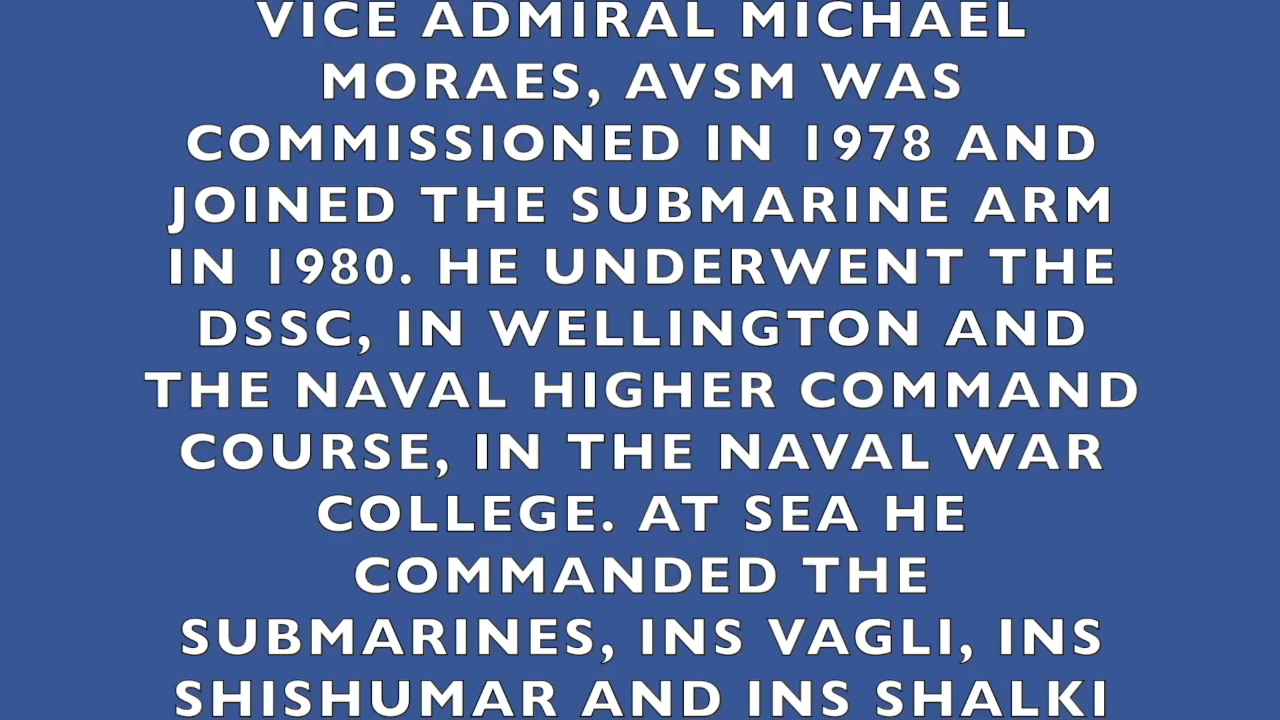 VICE ADMIRAL MICHAEL
MORAES, AVSM WAS
COMMISSIONED IN 1978 AND
JOINED THE SUBMARINE ARM
IN 1980. HE UNDERWENT THE
DSSC, IN WELLINGTON AND
THE NAVAL HIGHER COMMAND
COURSE, IN THE NAVAL WAR
COLLEGE. AT SEA HE
COMMANDED THE
SUBMARINES, INS VAGLI, INS
SHISHUMAR AND INS SHALKI